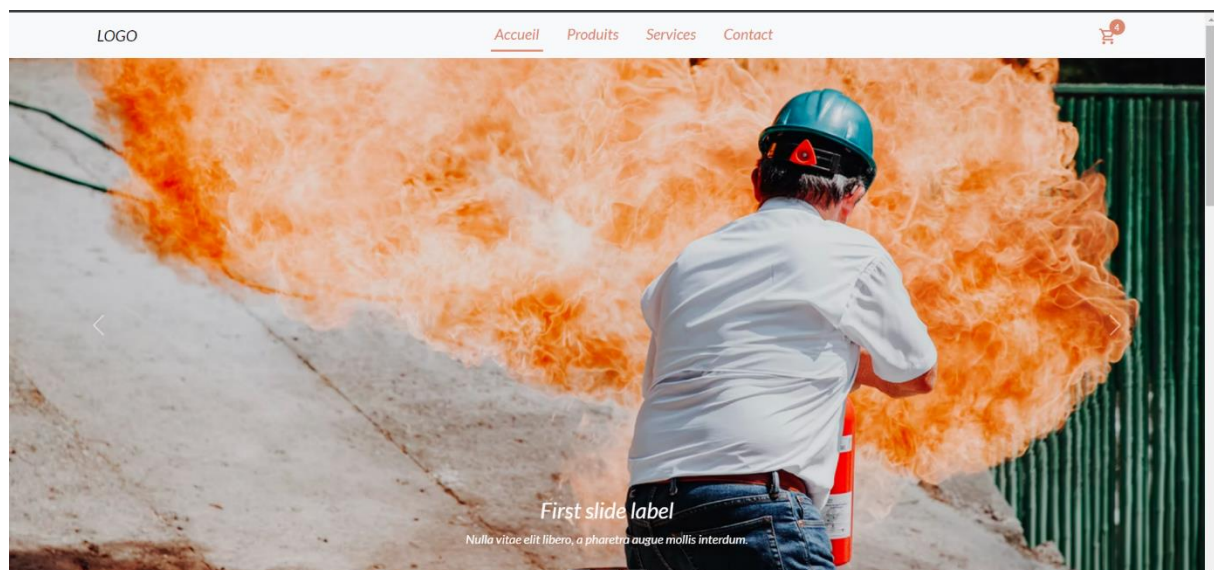 LOGO
Accueil Produits Services Contact
4
First slide label
Nulla vitae elit libero, a pharetra augue mollis interdum.